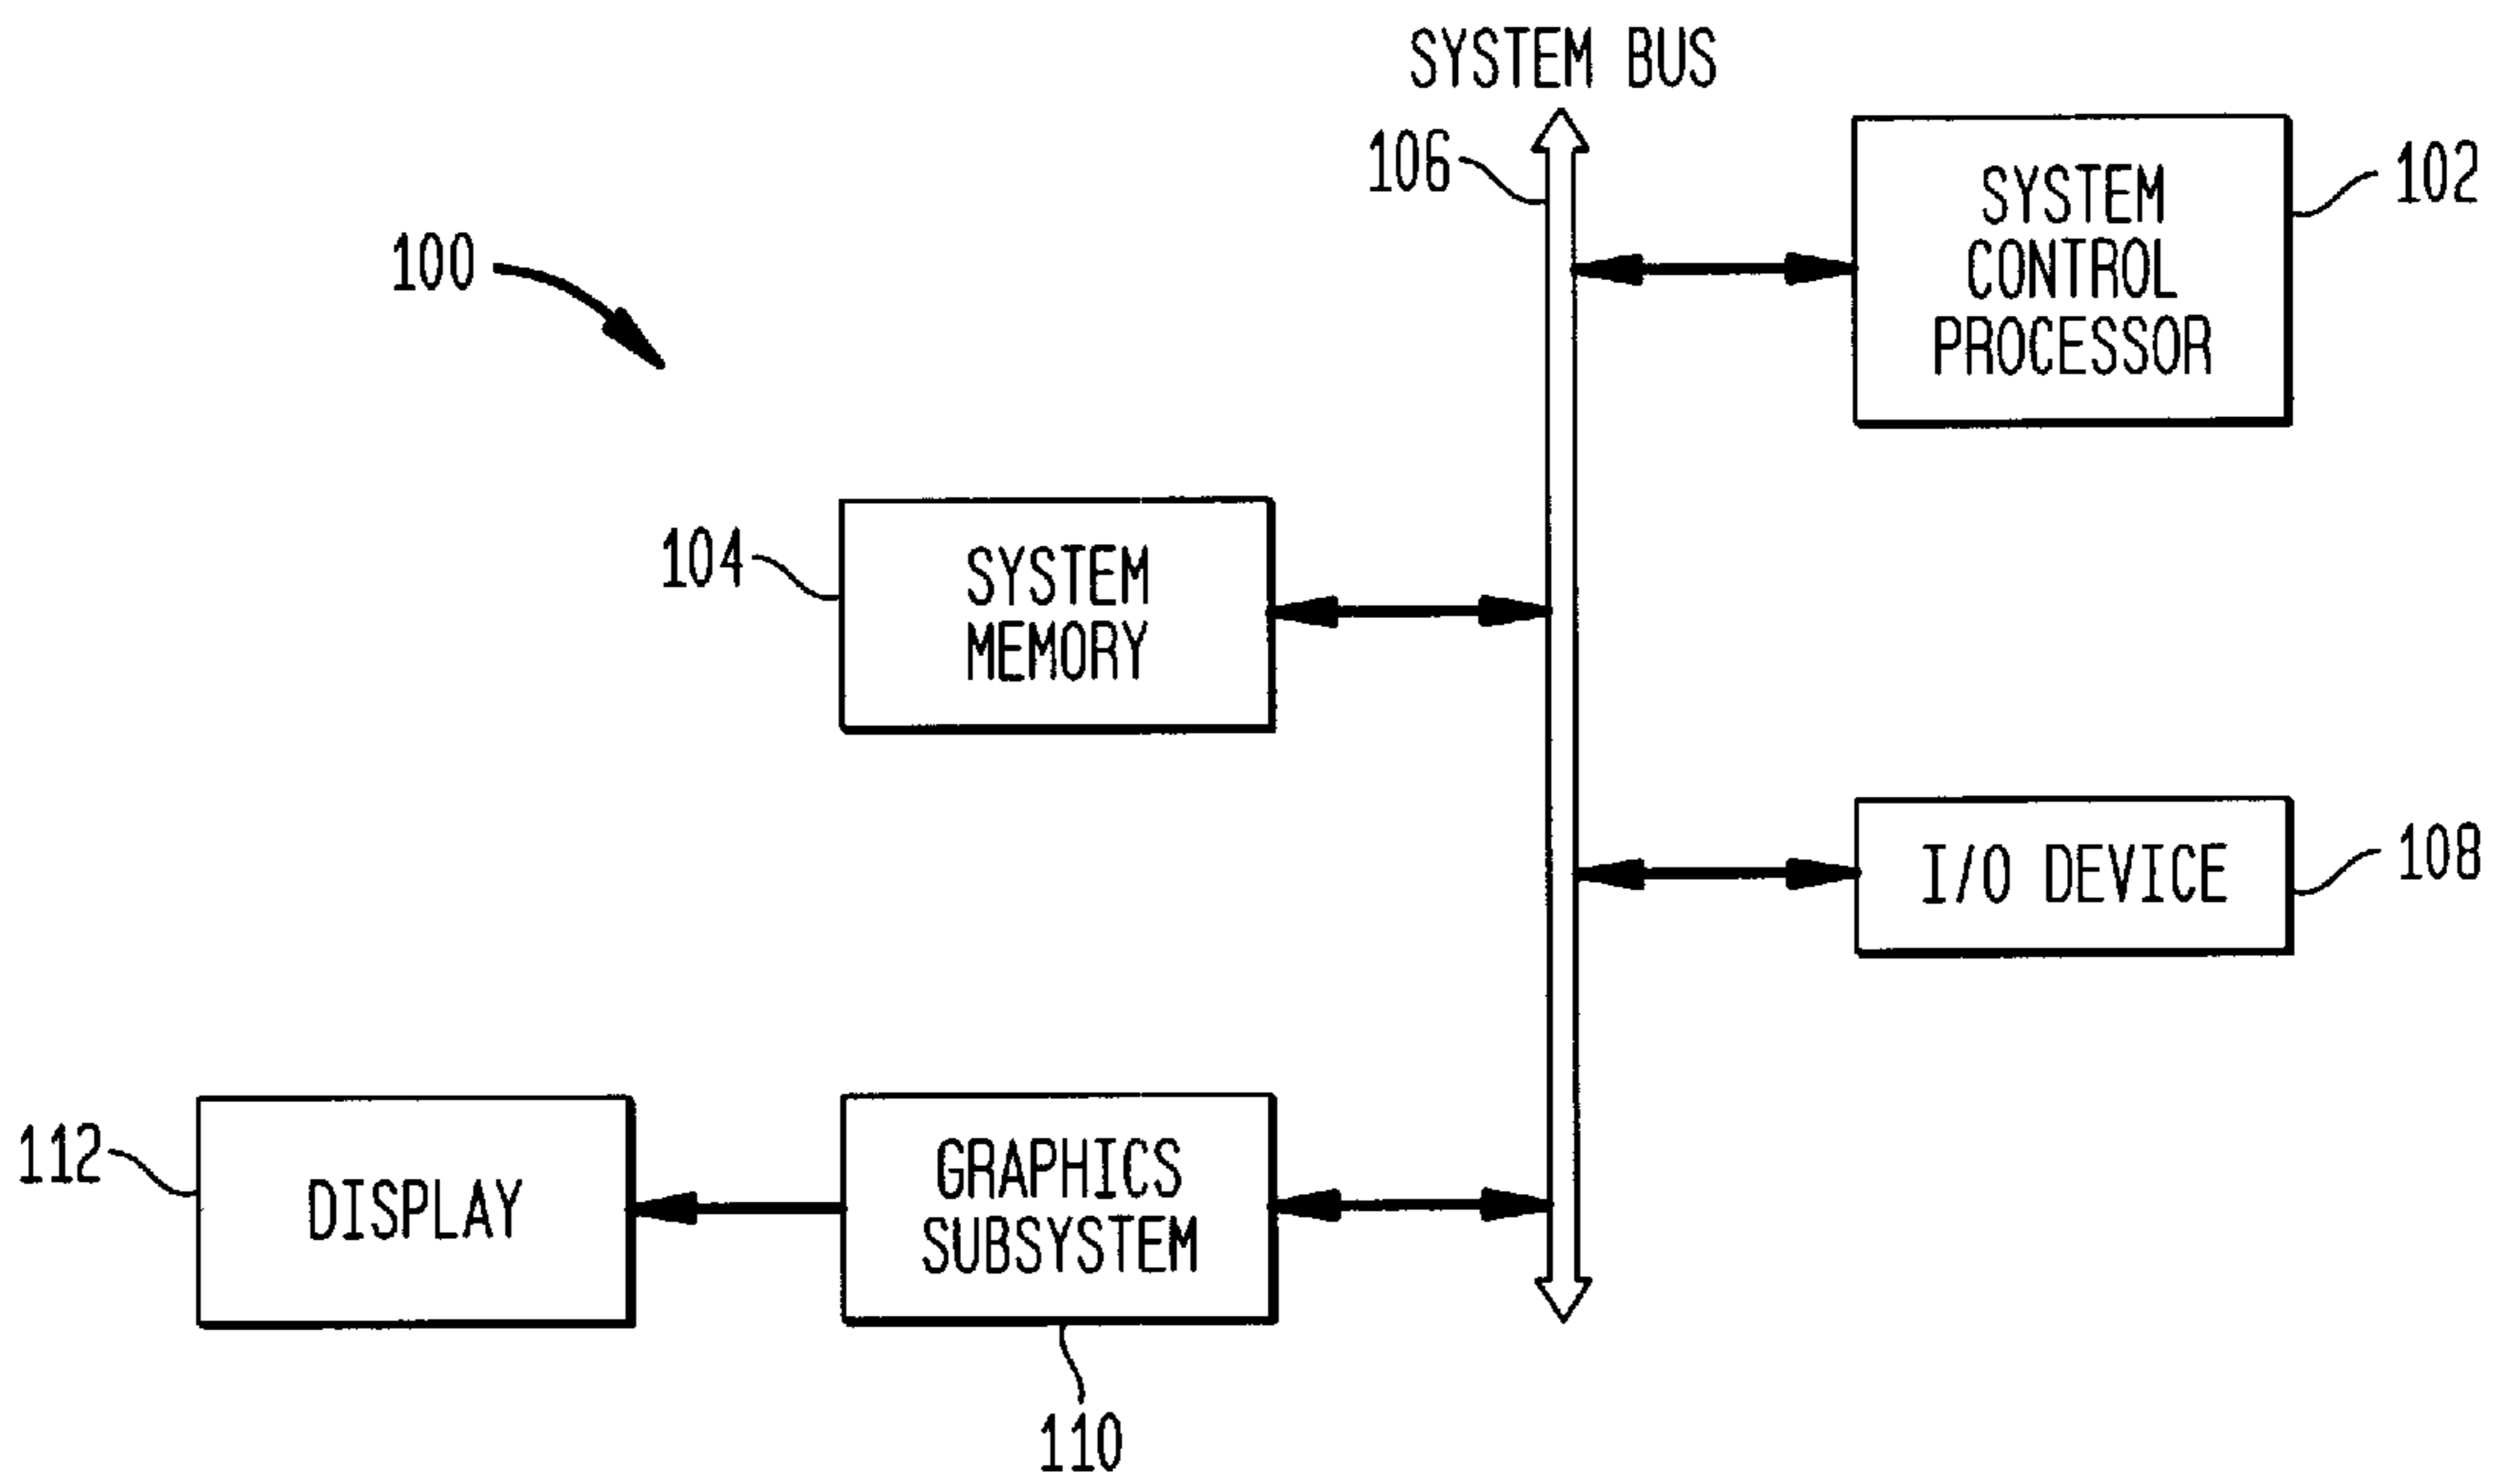 SYSTEM BUS
106
SYSTEM
CONTROL
PROCESSOR
102
100
104
SYSTEM
MEMORY
I/O DEVICE
108
112
DISPLAY
GRAPHICS
SUBSYSTEM
110